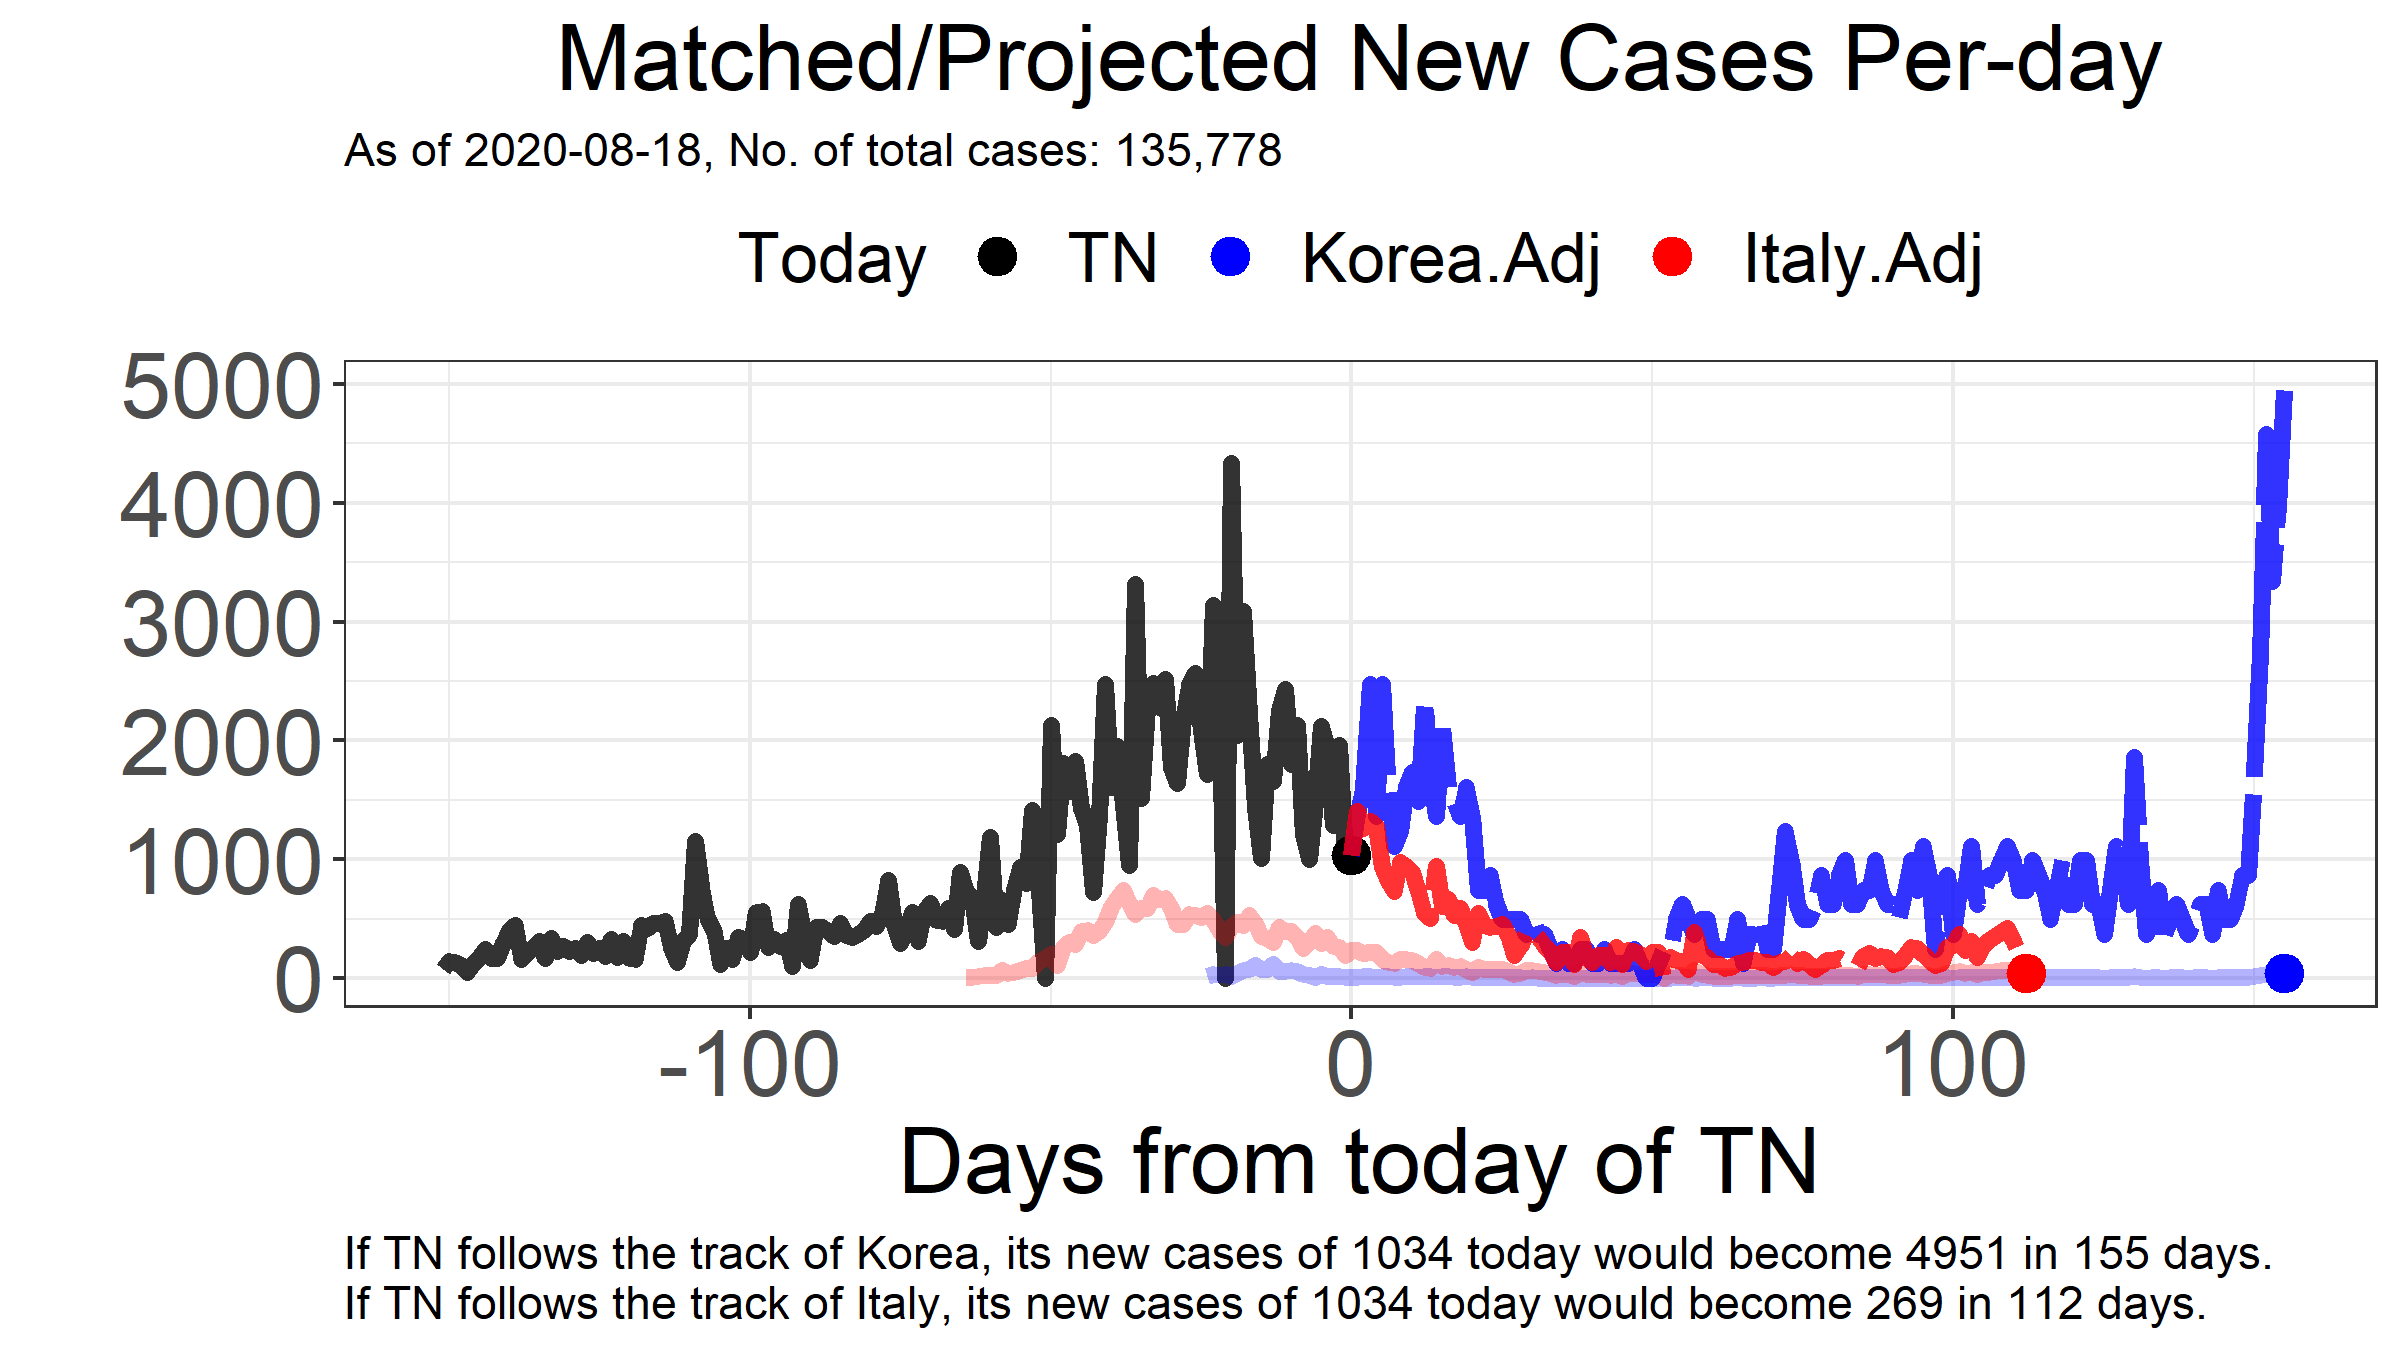 Matched/Projected New Cases Per-day
As of 2020-08-18, No. of total cases: 135,778
Today TN Korea.Adj Italy.Adj
5000
4000
3000
2000
1000
0
-100 0 100
Days from today of TN
If TN follows the track of Korea, its new cases of 1034 today would become 4951 in 155 days.
If TN follows the track of Italy, its new cases of 1034 today would become 269 in 112 days.